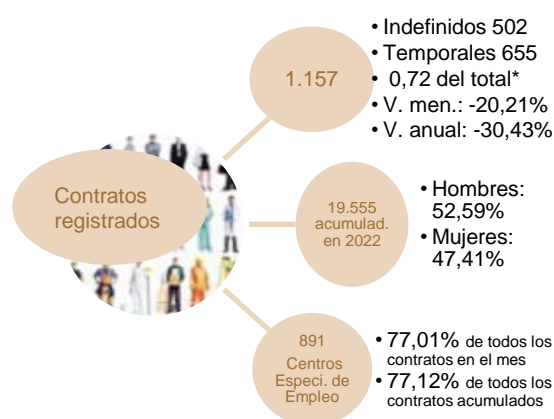 Contratos
registrados
1.157
• Indefinidos 502
• Temporales 655
• 0,72 del total*
• V. men.: -20,21%
• V. anual: -30,43%
19.555
acumulad.
en 2022
• Hombres:
52,59%
• Mujeres:
47,41%
891
Centros
Especi. de
Empleo
• 77,01% de todos los
contratos en el mes
• 77,12% de todos los
contratos acumulados